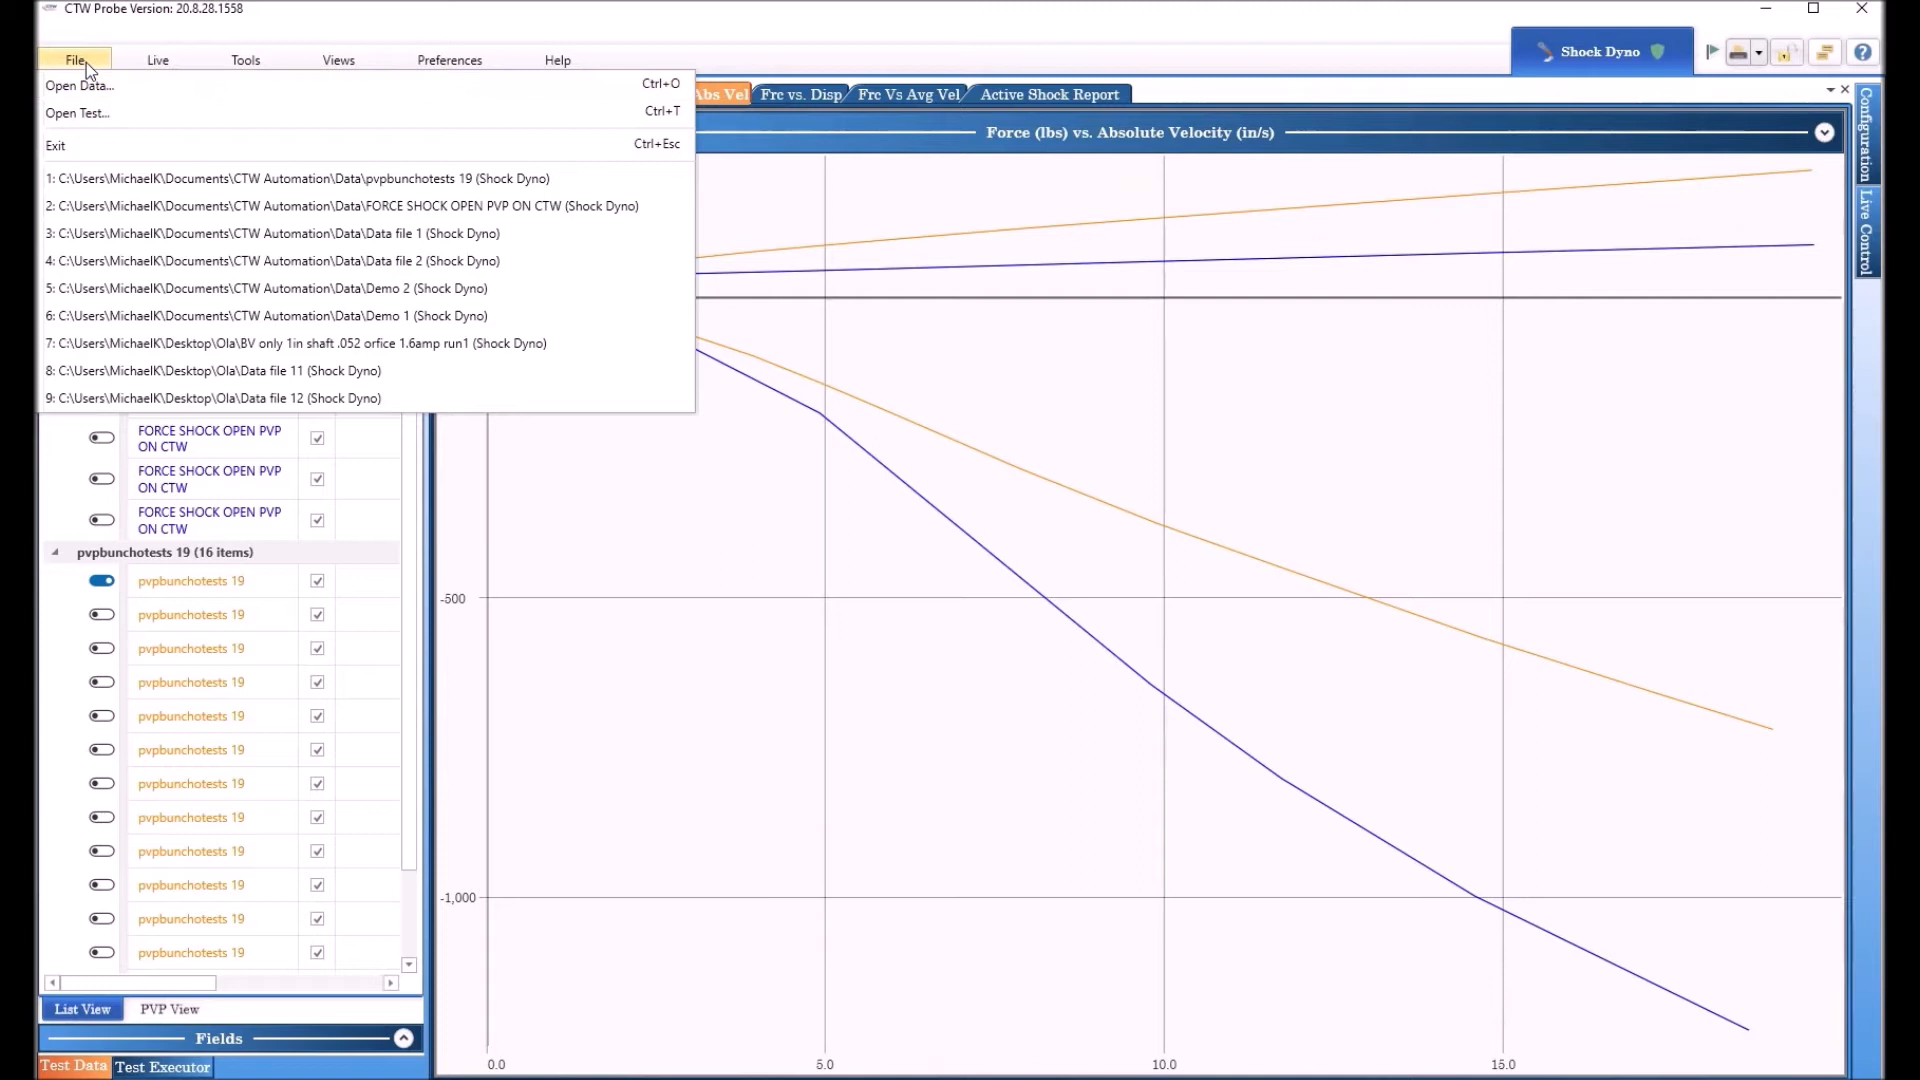 CTW Probe Version: 20.8.28.1558
File Live Tools Views Preferences Help
Shock Dyno
Open Data... Ctrl+O
Open Test... Ctrl+T
Exit Ctrl+Esc
1: C:\Users\MichaelK\Documents\CTW Automation\Data\pvpbunchotests 19 (Shock Dyno)
2: C:\Users\MichaelK\Documents\CTW Automation\Data\FORCE SHOCK OPEN PVP ON CTW (Shock Dyno)
3: C:\Users\MichaelK\Documents\CTW Automation\Data\Data file 1 (Shock Dyno)
4: C:\Users\MichaelK\Documents\CTW Automation\Data\Data file 2 (Shock Dyno)
5: C:\Users\MichaelK\Documents\CTW Automation\Data\Demo 2 (Shock Dyno)
6: C:\Users\MichaelK\Documents\CTW Automation\Data\Demo 1 (Shock Dyno)
7: C:\Users\MichaelK\Desktop\Ola\BV only 1in shaft .052 orfice 1.6amp run1 (Shock Dyno)
8: C:\Users\MichaelK\Desktop\Ola\Data file 11 (Shock Dyno)
9: C:\Users\MichaelK\Desktop\Ola\Data file 12 (Shock Dyno)
FORCE SHOCK OPEN PVP
ON CTW
FORCE SHOCK OPEN PVP
ON CTW
FORCE SHOCK OPEN PVP
ON CTW
pvpbunchotests 19 (16 items)
pvpbunchotests 19
pvpbunchotests 19
pvpbunchotests 19
pvpbunchotests 19
pvpbunchotests 19
pvpbunchotests 19
pvpbunchotests 19
pvpbunchotests 19
pvpbunchotests 19
pvpbunchotests 19
pvpbunchotests 19
pvpbunchotests 19
List View PVP View
Fields
Test Data Test Executor
Abs Vel Frc vs. Disp Frc Vs Avg Vel Active Shock Report
Force (lbs) vs. Absolute Velocity (in/s)
-500
-1,000
0.0 5.0 10.0 15.0
Configuration
Live Control